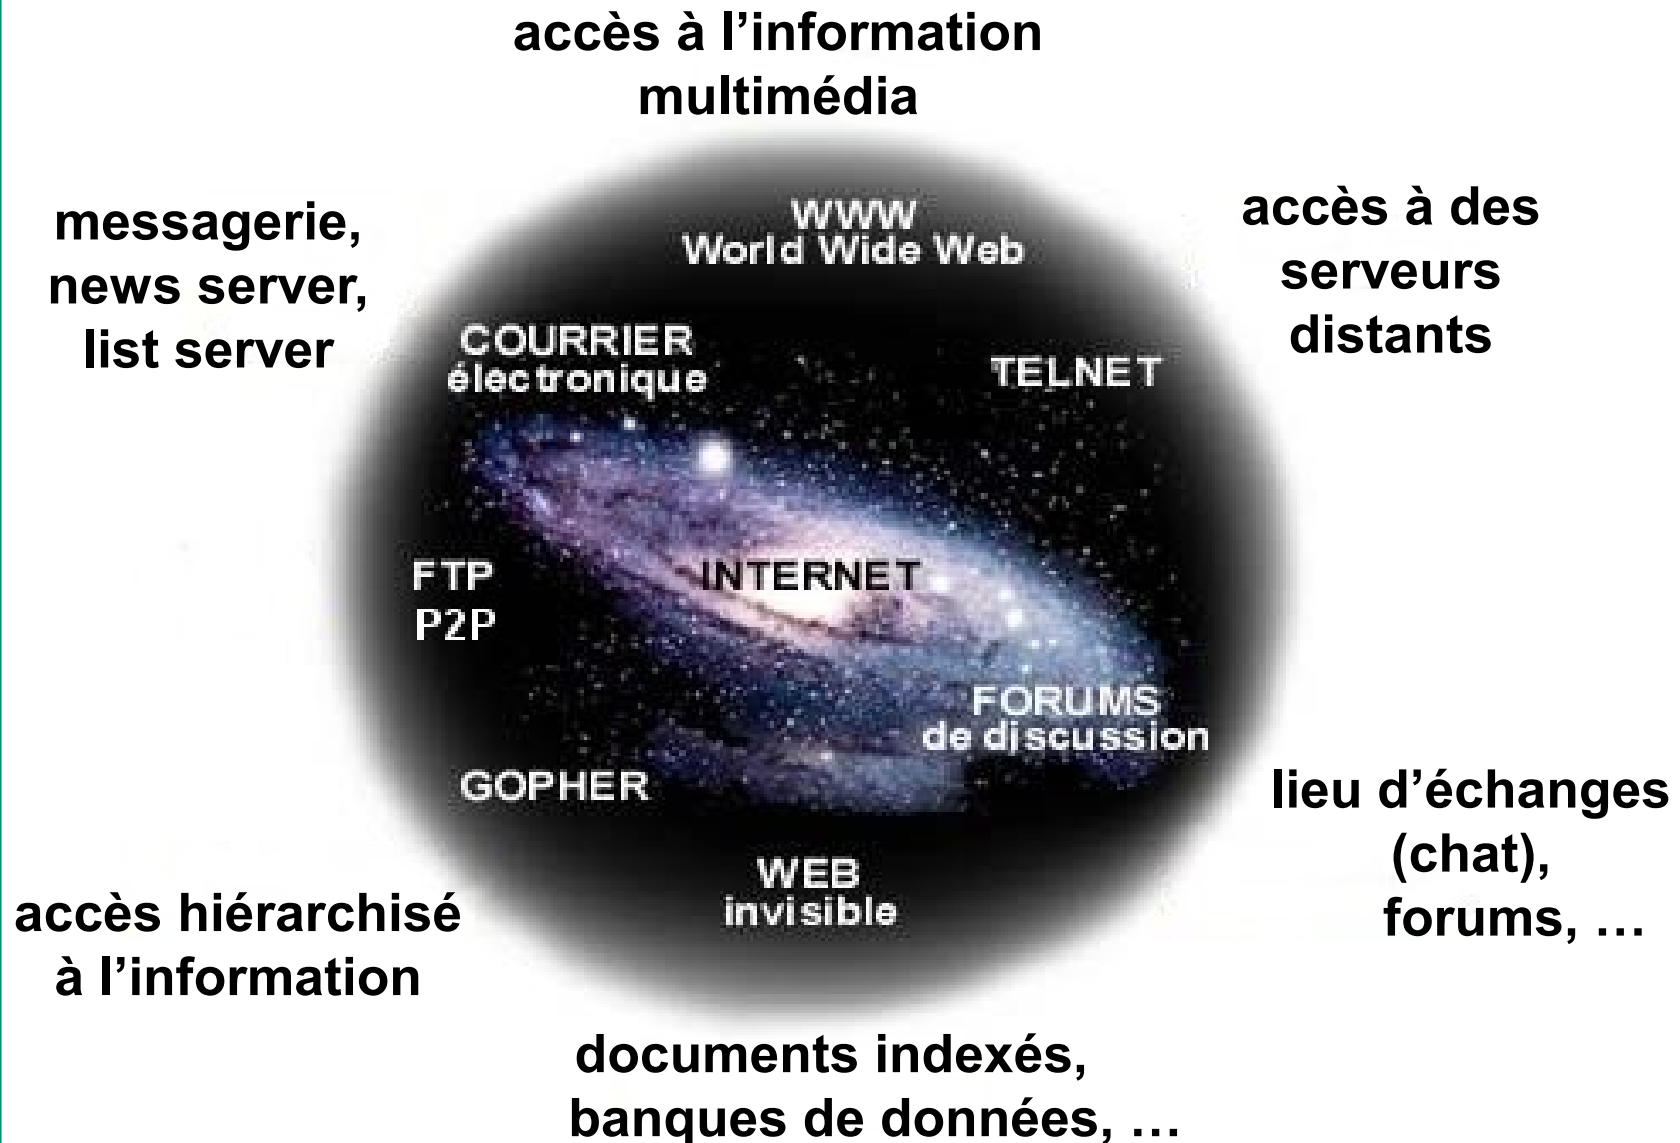 accès à l’information
multimédia
messagerie,
news server,
list server
WWW
World Wide Web
accès à des
serveurs
distants
COURRIER
électronique
TELNET
FTP
P2P
INTERNET
FORUMS
de discussion
GOPHER
lieu d’échanges
(chat),
forums, …
WEB
invisible
accès hiérarchisé
à l’information
documents indexés,
banques de données, …